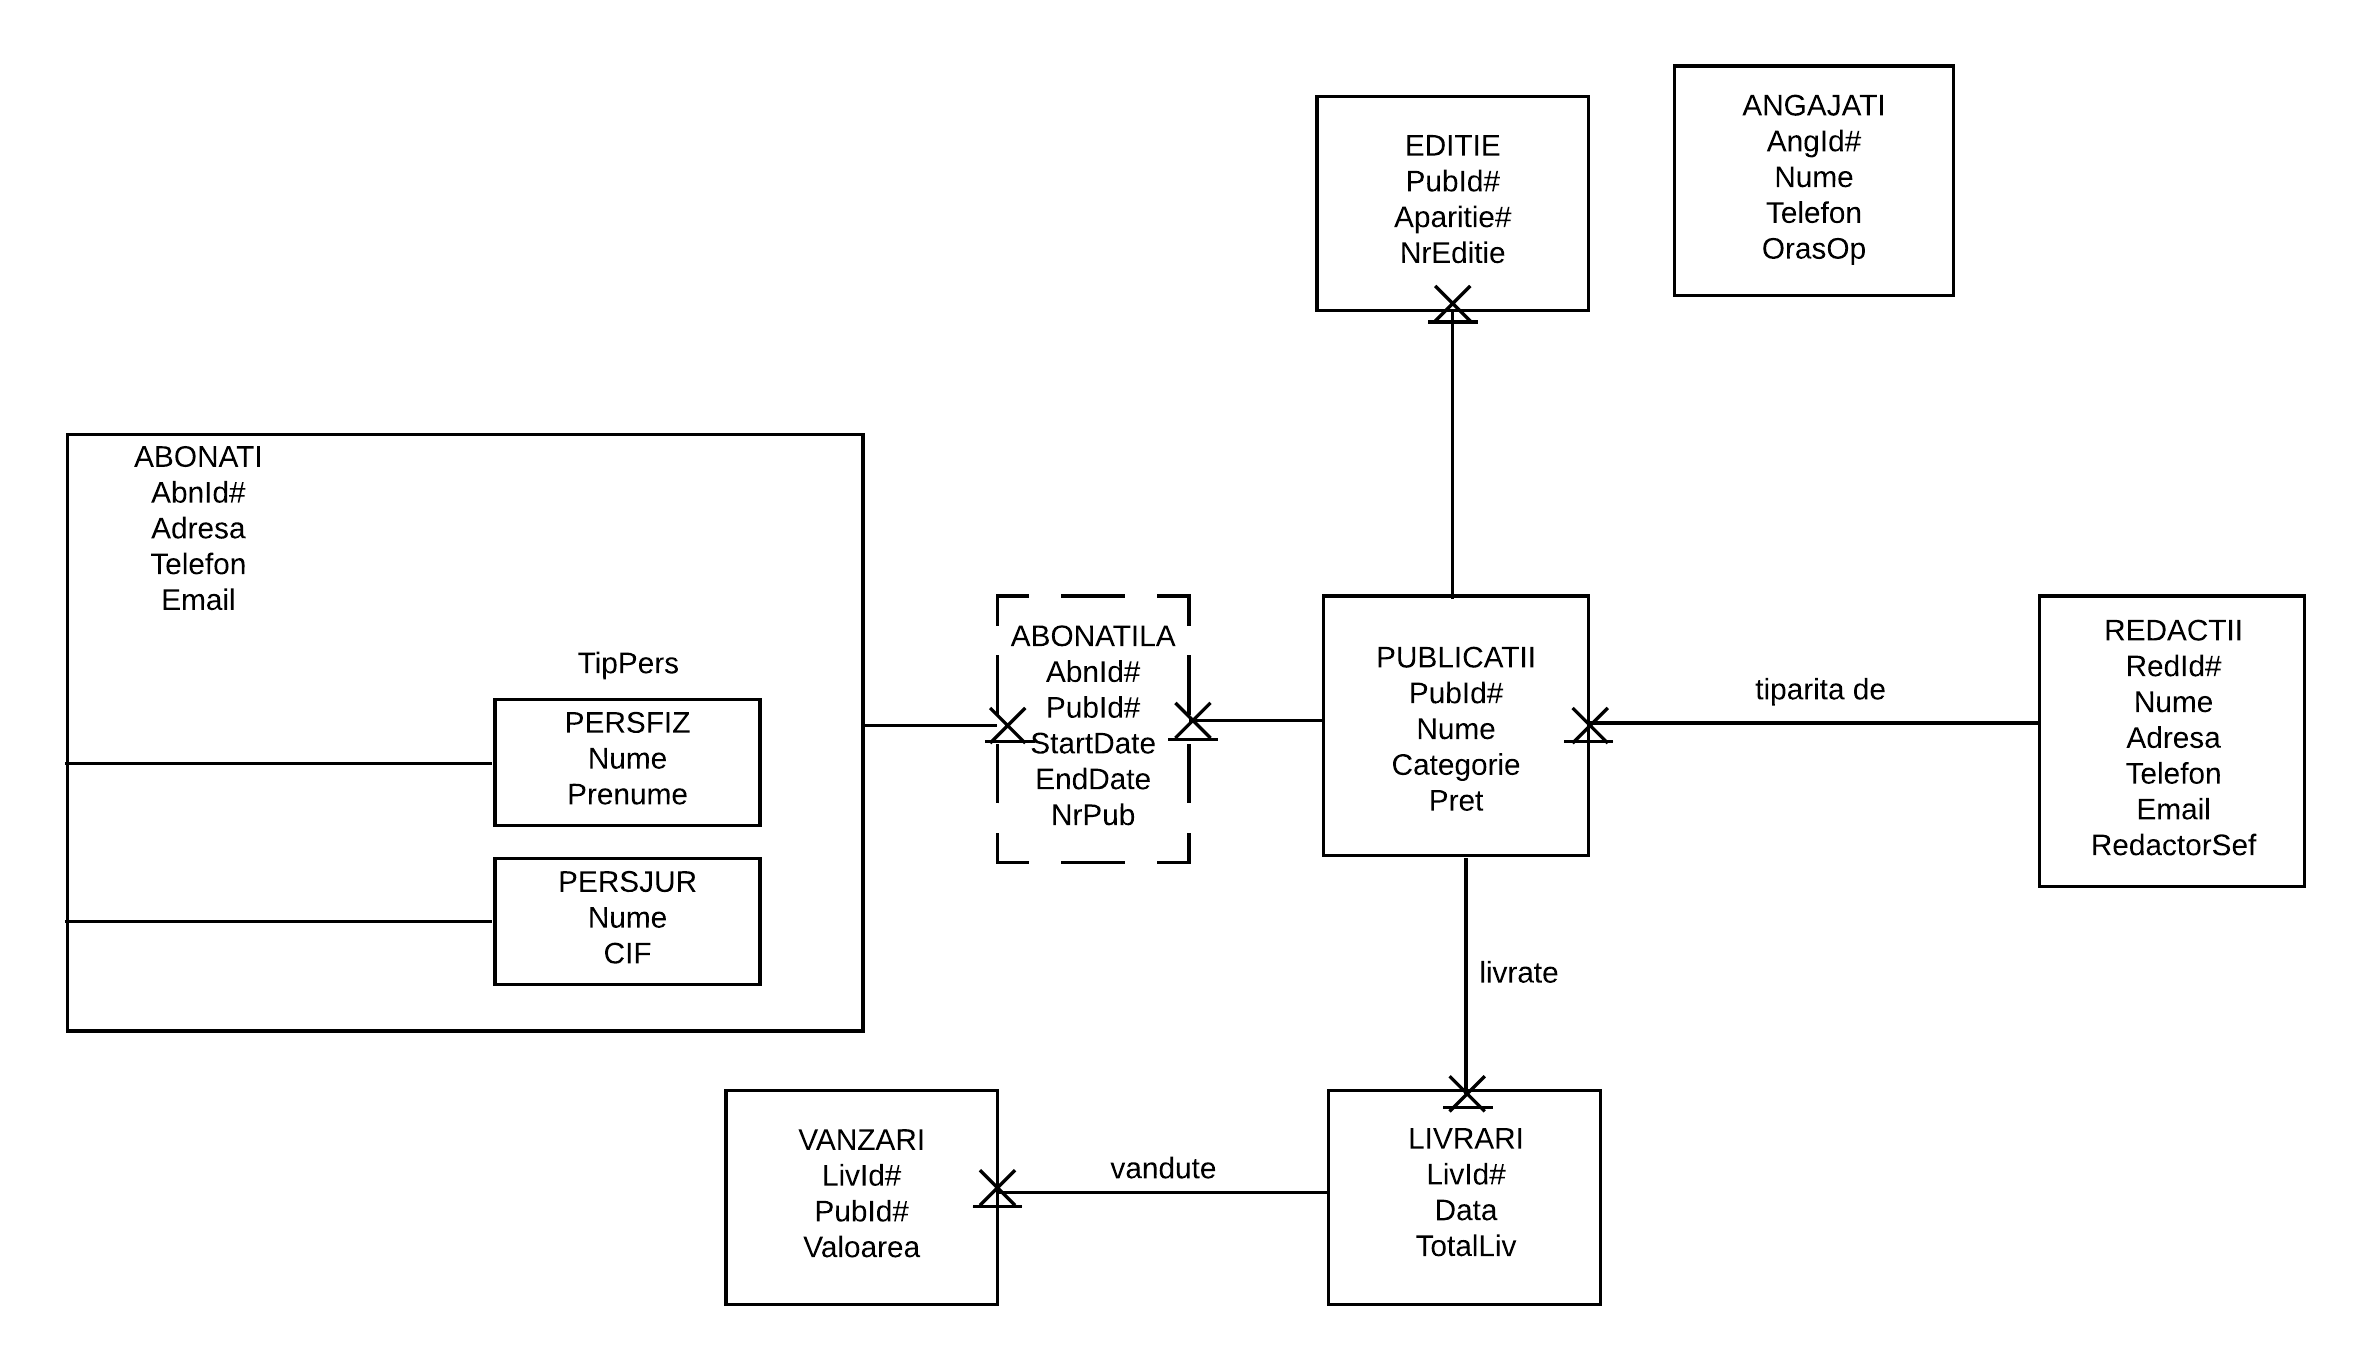 EDITIE
PubId#
Aparitie#
NrEditie
ANGAJATI
AngId#
Nume
Telefon
OrasOp
ABONATI
AbnId#
Adresa
Telefon
Email
TipPers
PERSFIZ
Nume
Prenume
PERSJUR
Nume
CIF
ABONATILA
AbnId#
PubId#
StartDate
EndDate
NrPub
PUBLICATII
PubId#
Nume
Categorie
Pret
tiparita de
REDACTII
RedId#
Nume
Adresa
Telefon
Email
RedactorSef
livrate
VANZARI
LivId#
PubId#
Valoarea
vandute
LIVRARI
LivId#
Data
TotalLiv